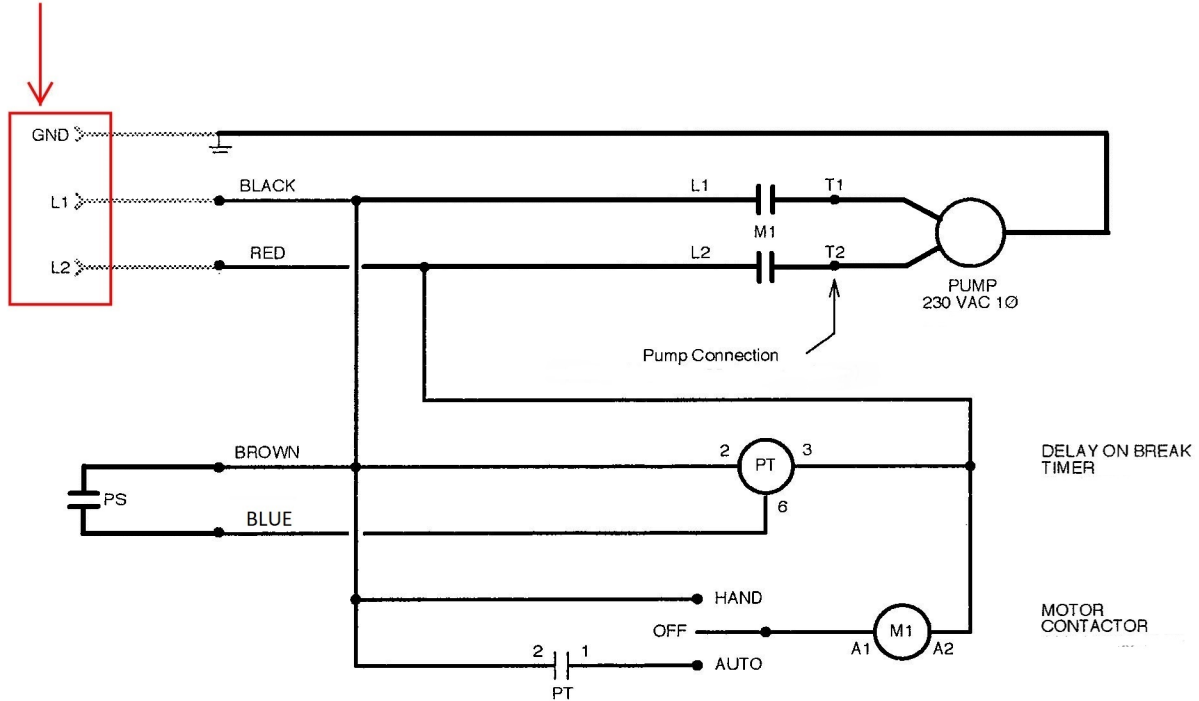 GND
BLACK
L1
L1
T1
M1
RED
L2
L2
T2
PUMP
230 VAC 1Ø
Pump Connection
BROWN
2
PT
3
6
DELAY ON BREAK
TIMER
PS
BLUE
HAND
OFF
M1
A1
A2
MOTOR
CONTACTOR
2
1
AUTO
PT